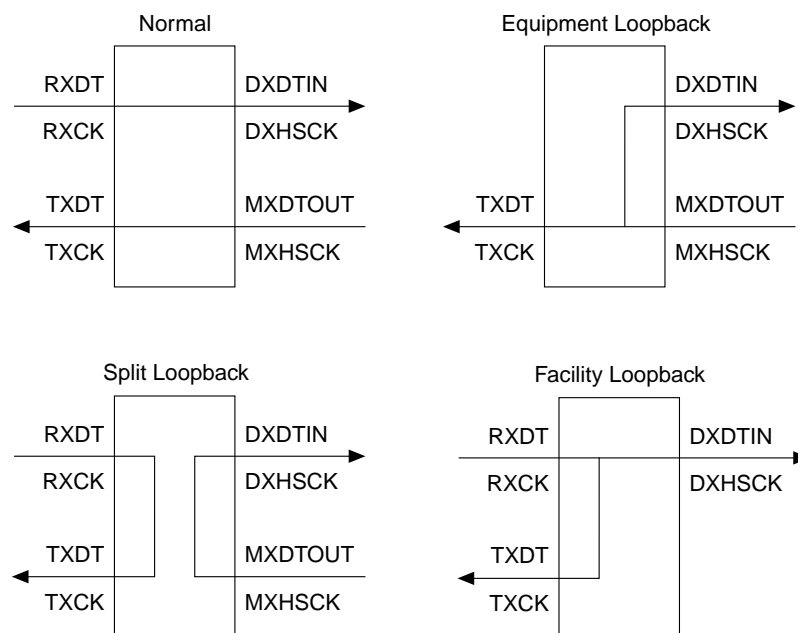 Normal
RXDT
DXDTIN
RXCK
DXHSCK
TXDT
MXDTOUT
TXCK
MXHSCK
Equipment Loopback
DXDTIN
DXHSCK
TXDT
MXDTOUT
TXCK
MXHSCK
Split Loopback
RXDT
DXDTIN
RXCK
DXHSCK
TXDT
MXDTOUT
TXCK
MXHSCK
Facility Loopback
RXDT
DXDTIN
RXCK
DXHSCK
TXDT
TXCK